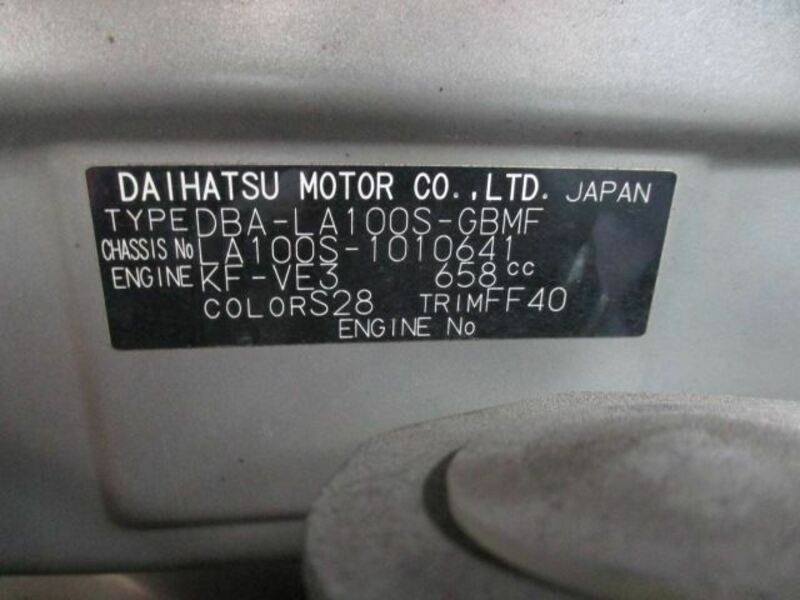 DAIHATSU MOTOR CO.,LTD. JAPAN
TYPE DBA-LA100S-GBMF
CHASSIS No LA100S-1010641
ENGINE KF-VE3 658cc
COLOR S28 TRIM FF40
ENGINE No